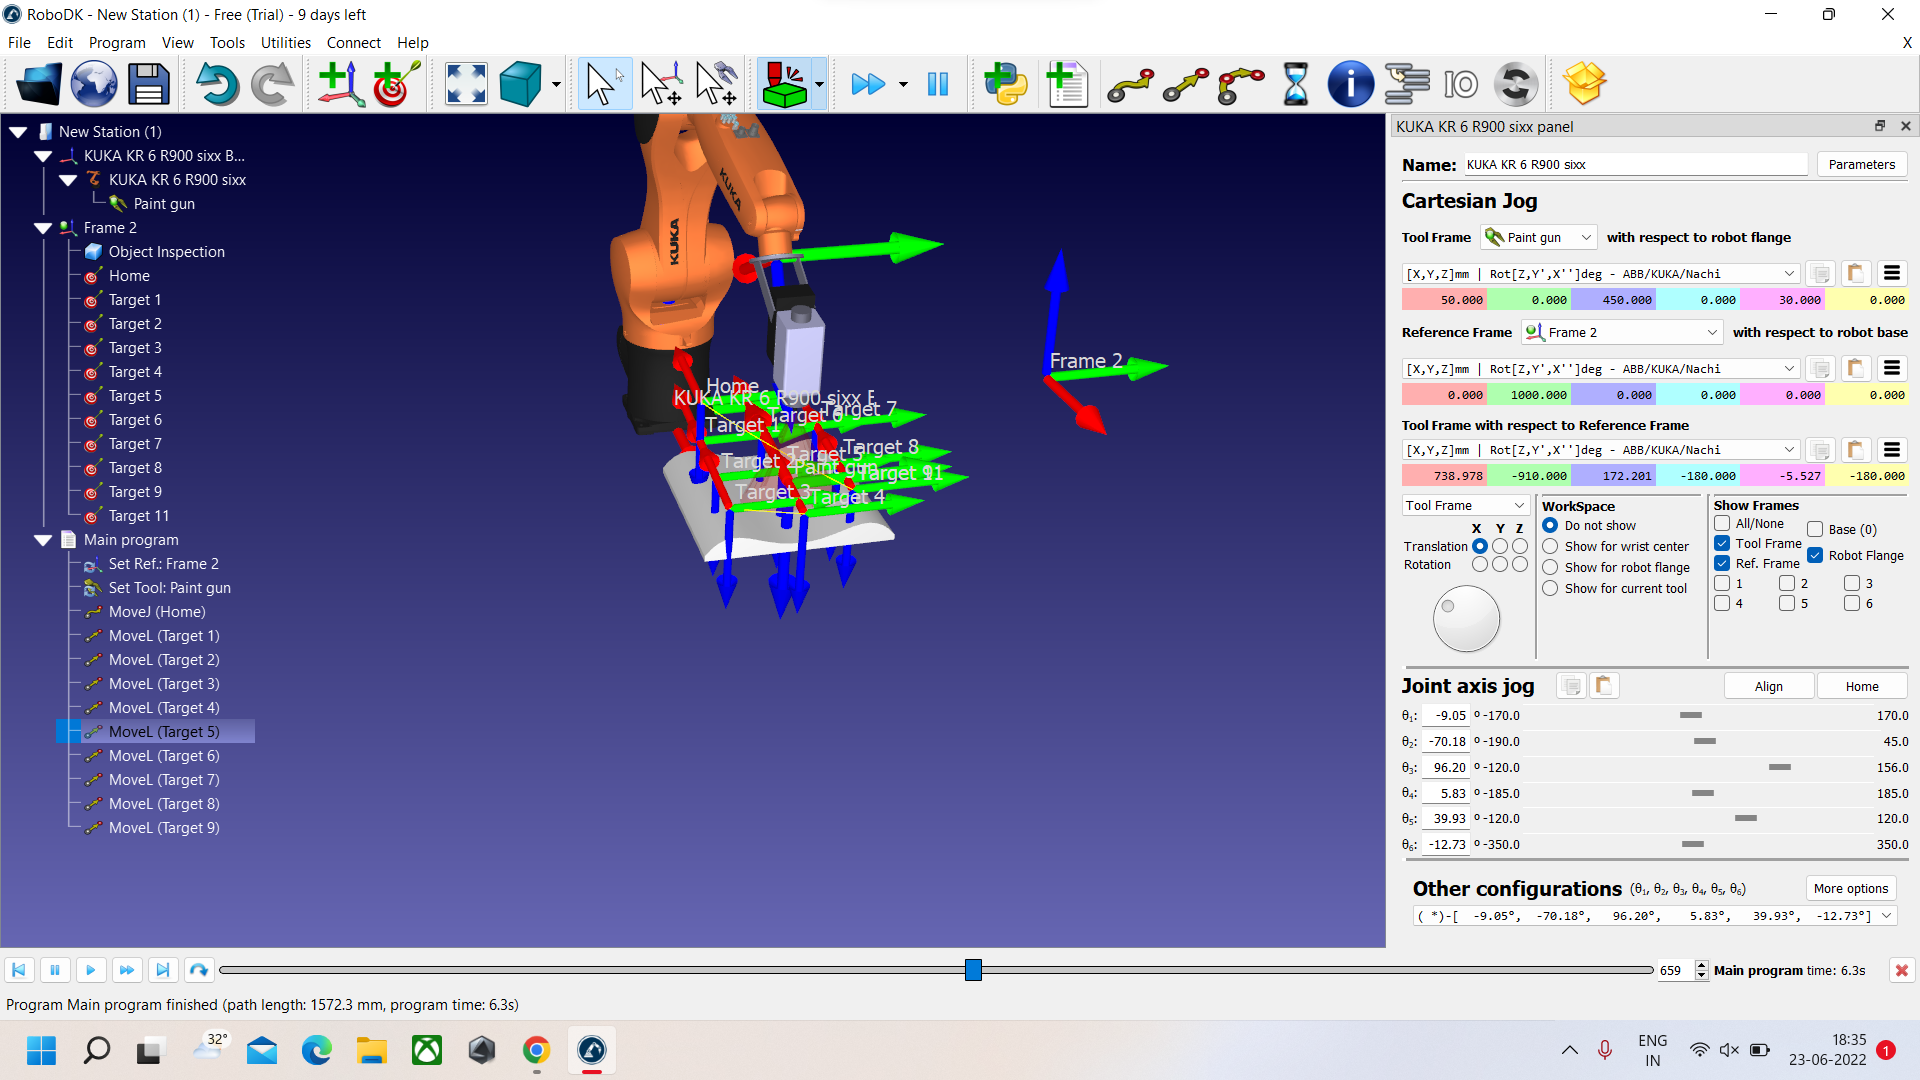 RoboDK - New Station (1) - Free (Trial) - 9 days left
File Edit Program View Tools Utilities Connect Help X
IO
New Station (1)
KUKA KR 6 R900 sixx B...
KUKA KR 6 R900 sixx
Paint gun
Frame 2
Object Inspection
Home
Target 1
Target 2
Target 3
Target 4
Target 5
Target 6
Target 7
Target 8
Target 9
Target 11
Main program
Set Ref.: Frame 2
Set Tool: Paint gun
MoveJ (Home)
MoveL (Target 1)
MoveL (Target 2)
MoveL (Target 3)
MoveL (Target 4)
MoveL (Target 5)
MoveL (Target 6)
MoveL (Target 7)
MoveL (Target 8)
MoveL (Target 9)
KUKA
KUKA
Frame 2
Home
KUKA KR 6 R900 sixx
Target 7
Target 6
Target 1
Target 8
Target 5
Target
Paint gun
Target
Target 3
Target 4
KUKA KR 6 R900 sixx panel
Name: KUKA KR 6 R900 sixx Parameters
Cartesian Jog
Tool Frame Paint gun with respect to robot flange
[X,Y,Z]mm | Rot[Z,Y',X'']deg - ABB/KUKA/Nachi
50.000 0.000 450.000 0.000 30.000 0.000
Reference Frame Frame 2 with respect to robot base
[X,Y,Z]mm | Rot[Z,Y',X'']deg - ABB/KUKA/Nachi
0.000 1000.000 0.000 0.000 0.000 0.000
Tool Frame with respect to Reference Frame
[X,Y,Z]mm | Rot[Z,Y',X'']deg - ABB/KUKA/Nachi
738.978 -910.000 172.201 -180.000 -5.527 -180.000
Tool Frame
X Y Z
Translation
Rotation
WorkSpace
Do not show
Show for wrist center
Show for robot flange
Show for current tool
Show Frames
All/None Base (0)
Tool Frame Robot Flange
Ref. Frame
1 2 3
4 5 6
Joint axis jog Align Home
θ₁: -9.05 º -170.0 170.0
θ₂: -70.18 º -190.0 45.0
θ₃: 96.20 º -120.0 156.0
θ₄: 5.83 º -185.0 185.0
θ₅: 39.93 º -120.0 120.0
θ₆: -12.73 º -350.0 350.0
Other configurations (θ₁, θ₂, θ₃, θ₄, θ₅, θ₆) More options
( *)-[ -9.05°, -70.18°, 96.20°, 5.83°, 39.93°, -12.73°]
659 Main program time: 6.3s
Program Main program finished (path length: 1572.3 mm, program time: 6.3s)
32°
ENG
IN
18:35
23-06-2022
1